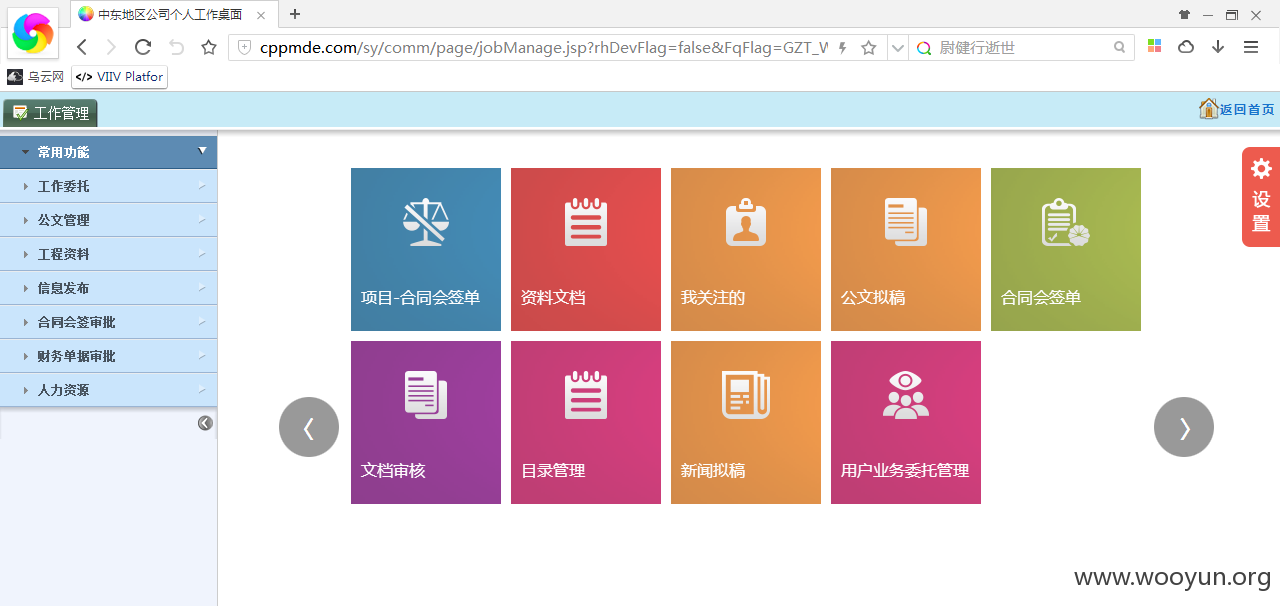 中东地区公司个人工作桌面
cppmde.com/sy/comm/page/jobManage.jsp?rhDevFlag=false&FqFlag=GZT_W
尉健行逝世
乌云网
</> VIIV Platfor
工作管理
返回首页
常用功能
工作委托
公文管理
工程资料
信息发布
合同会签审批
财务单据审批
人力资源
项目-合同会签单
资料文档
我关注的
公文拟稿
合同会签单
文档审核
目录管理
新闻拟稿
用户业务委托管理
设置
www.wooyun.org